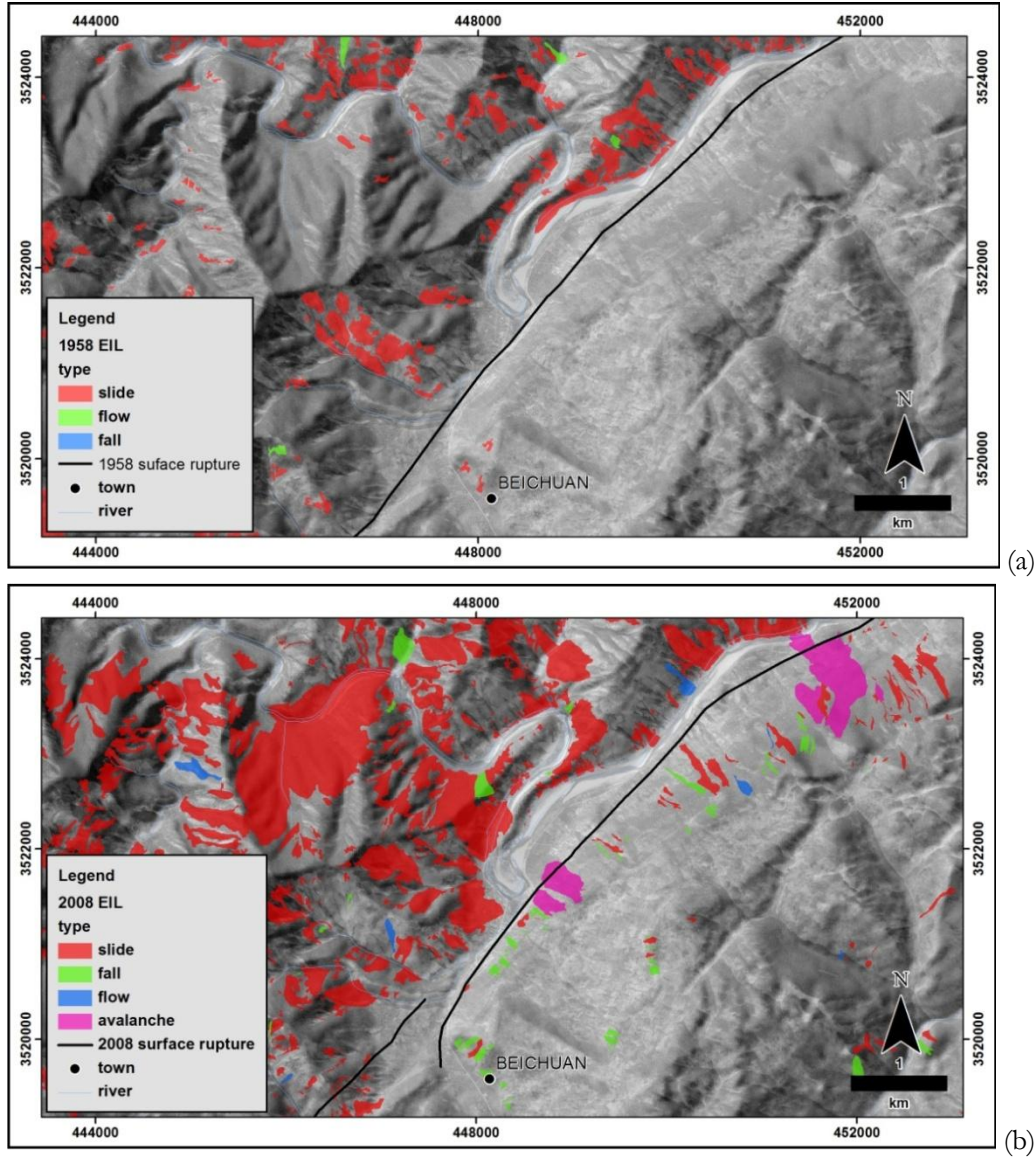 444000 448000 452000
3524000 3524000
3522000 3522000
3520000 3520000
Legend
1958 EIL
type
slide
flow
fall
1958 suface rupture
town
river
BEICHUAN
N
1
km
444000 448000 452000
(a)
444000 448000 452000
3524000 3524000
3522000 3522000
3520000 3520000
Legend
2008 EIL
type
slide
fall
flow
avalanche
2008 surface rupture
town
river
BEICHUAN
N
1
km
444000 448000 452000
(b)